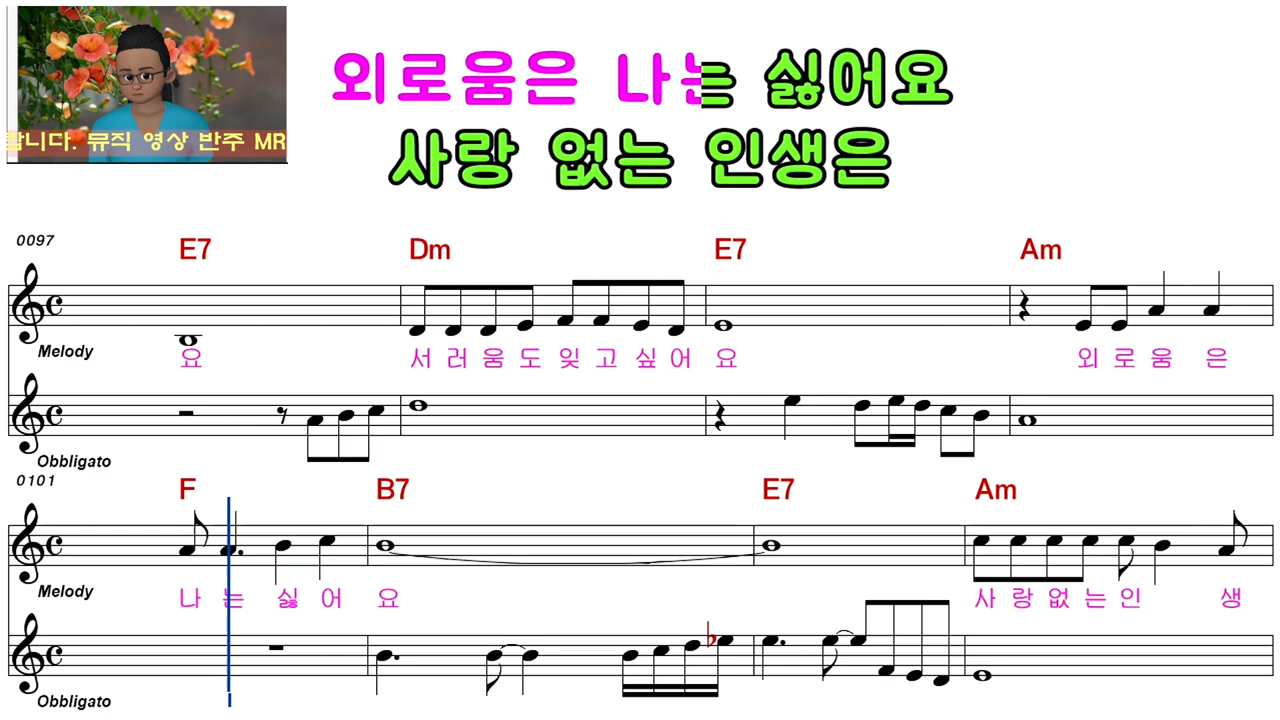 외로움은 나는 싫어요
사랑 없는 인생은
합니다. 뮤직 영상 반주 MR
0097
E7 Dm E7 Am
Melody
요 서 러 움 도 잊 고 싶 어 요 외 로 움 은
Obbligato
0101
F B7 E7 Am
Melody
나 는 싫 어 요 사 랑 없 는 인 생
Obbligato